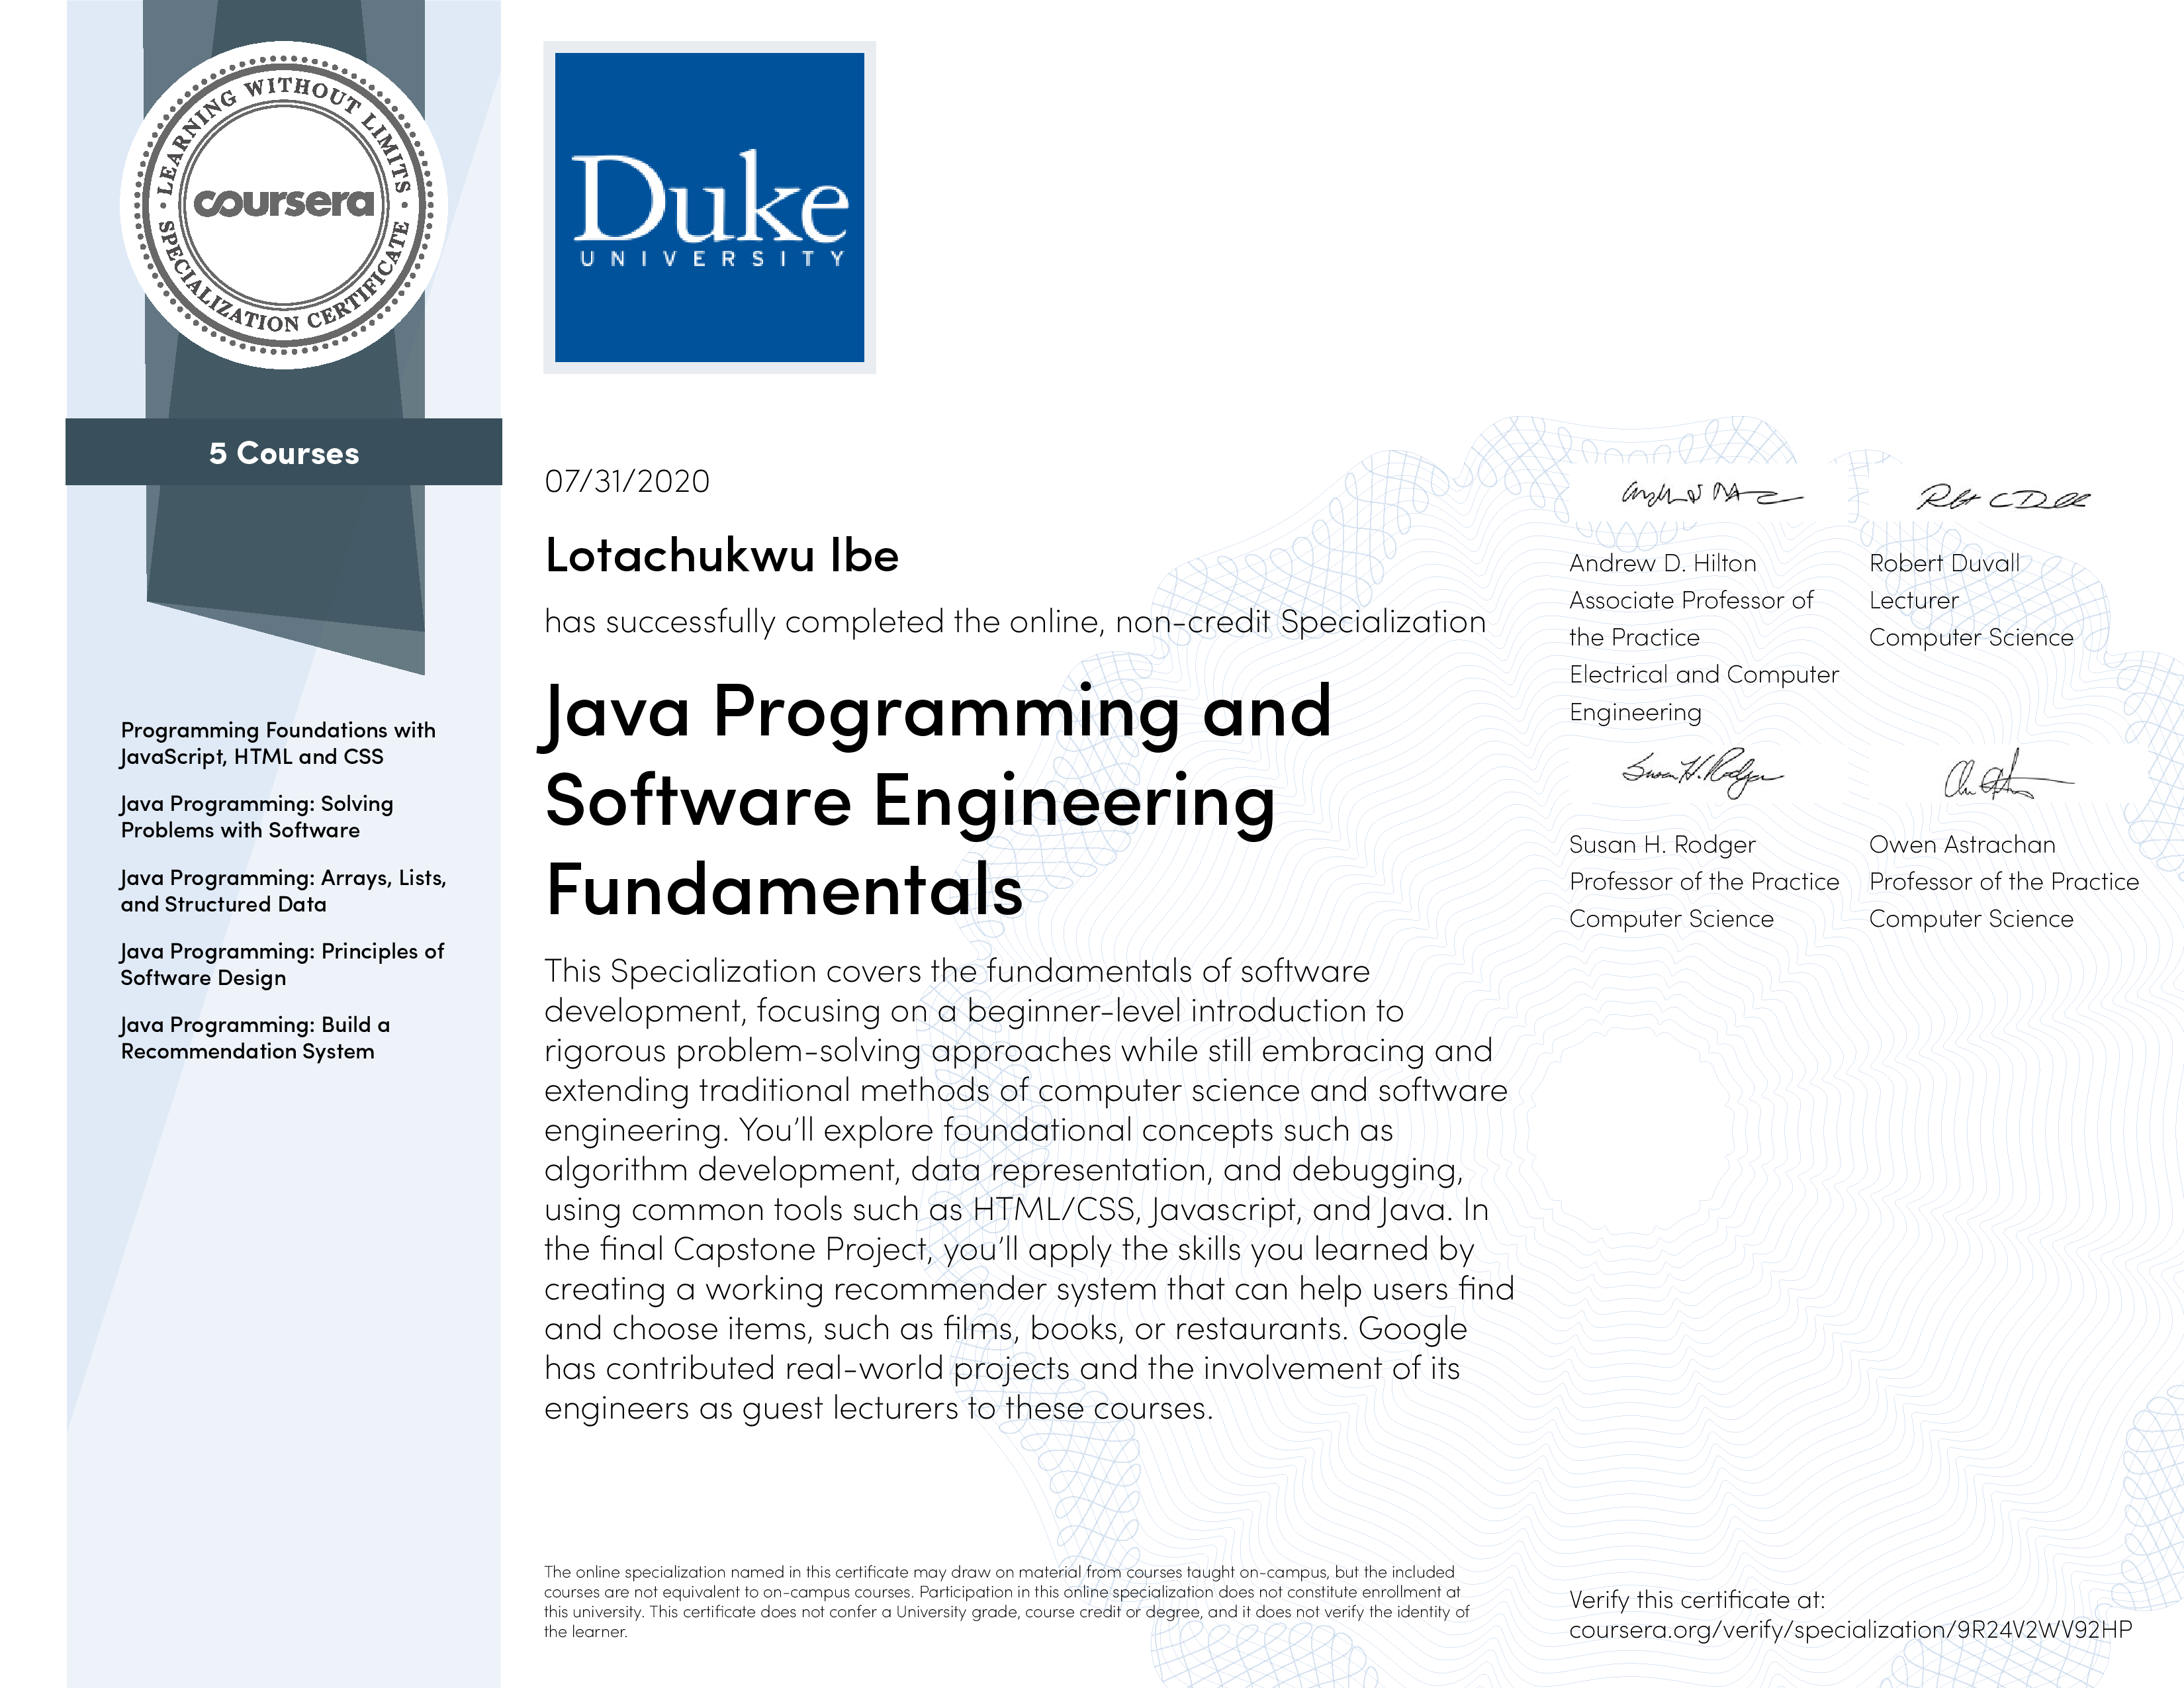 LEARNING WITHOUT LIMITS
coursera
SPECIALIZATION CERTIFICATE
5 Courses
Programming Foundations with
JavaScript, HTML and CSS
Java Programming: Solving
Problems with Software
Java Programming: Arrays, Lists,
and Structured Data
Java Programming: Principles of
Software Design
Java Programming: Build a
Recommendation System
Duke
UNIVERSITY
07/31/2020
Lotachukwu Ibe
has successfully completed the online, non-credit Specialization
Java Programming and
Software Engineering
Fundamentals
This Specialization covers the fundamentals of software
development, focusing on a beginner-level introduction to
rigorous problem-solving approaches while still embracing and
extending traditional methods of computer science and software
engineering. You’ll explore foundational concepts such as
algorithm development, data representation, and debugging,
using common tools such as HTML/CSS, Javascript, and Java. In
the final Capstone Project, you’ll apply the skills you learned by
creating a working recommender system that can help users find
and choose items, such as films, books, or restaurants. Google
has contributed real-world projects and the involvement of its
engineers as guest lecturers to these courses.
Andrew D. Hilton
Associate Professor of
the Practice
Electrical and Computer
Engineering
Robert Duvall
Lecturer
Computer Science
Susan H. Rodger
Susan H. Rodger
Professor of the Practice
Computer Science
Owen Astrachan
Professor of the Practice
Computer Science
The online specialization named in this certificate may draw on material from courses taught on-campus, but the included
courses are not equivalent to on-campus courses. Participation in this online specialization does not constitute enrollment at
this university. This certificate does not confer a University grade, course credit or degree, and it does not verify the identity of
the learner.
Verify this certificate at:
coursera.org/verify/specialization/9R24V2WV92HP